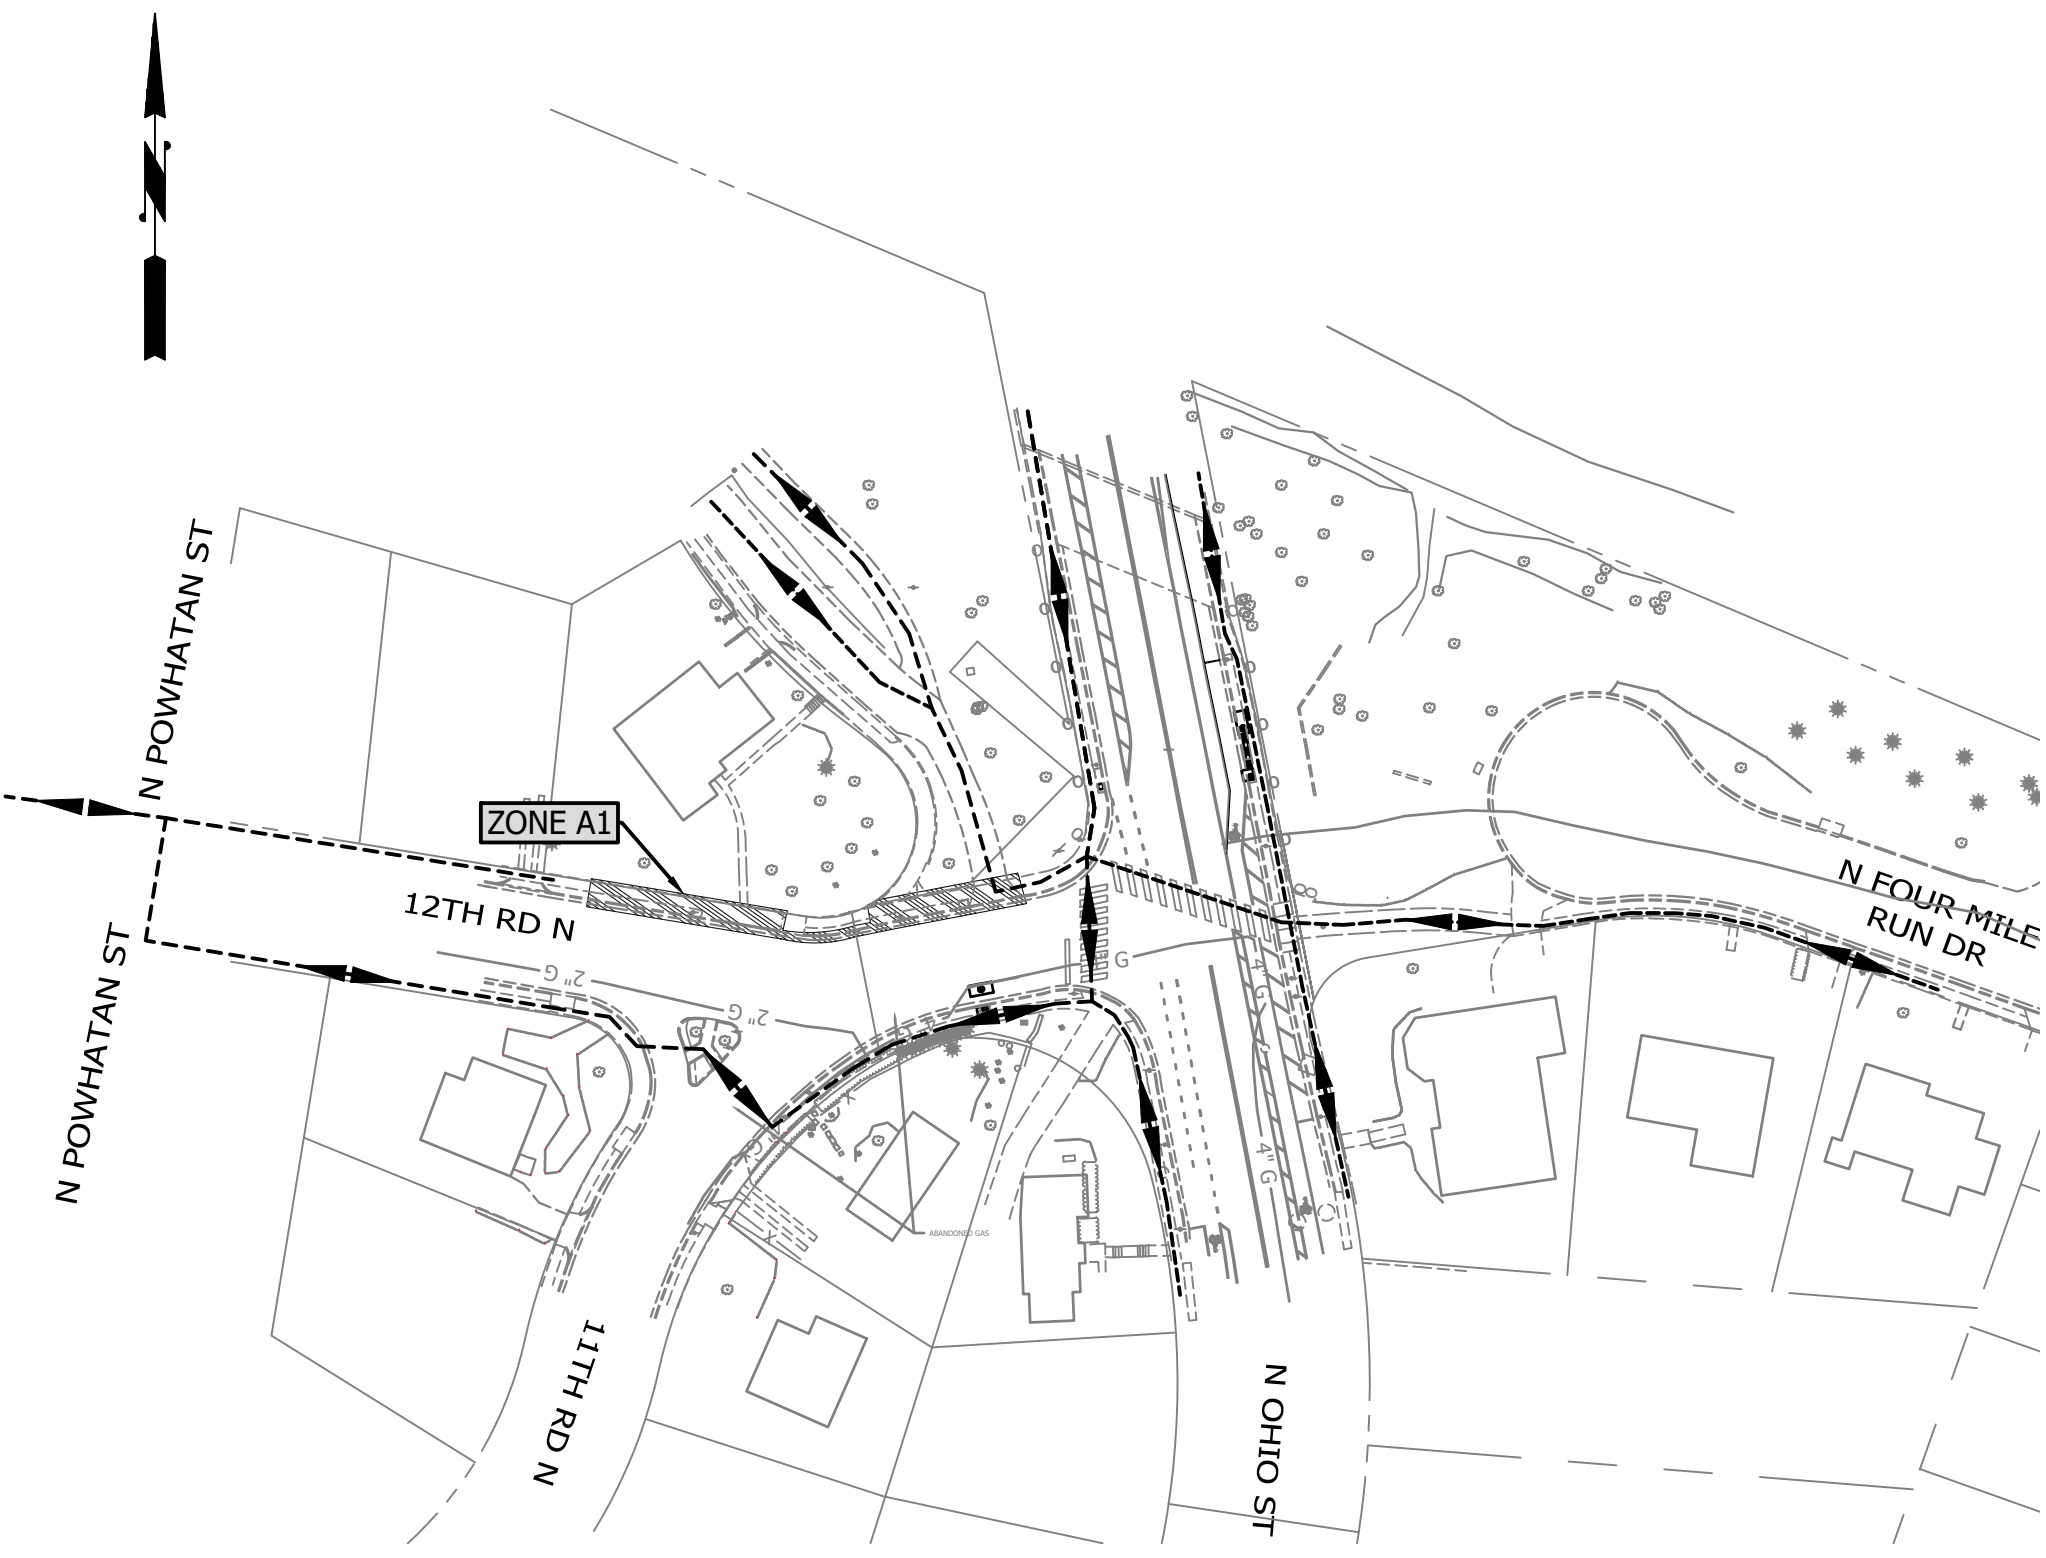 N POWHATAN ST
ZONE A1
12TH RD N
N FOUR MILE
RUN DR
N POWHATAN ST
2" G
2" G
G
4" G
4" G
ABANDONED GAS
11TH RD N
N OHIO ST